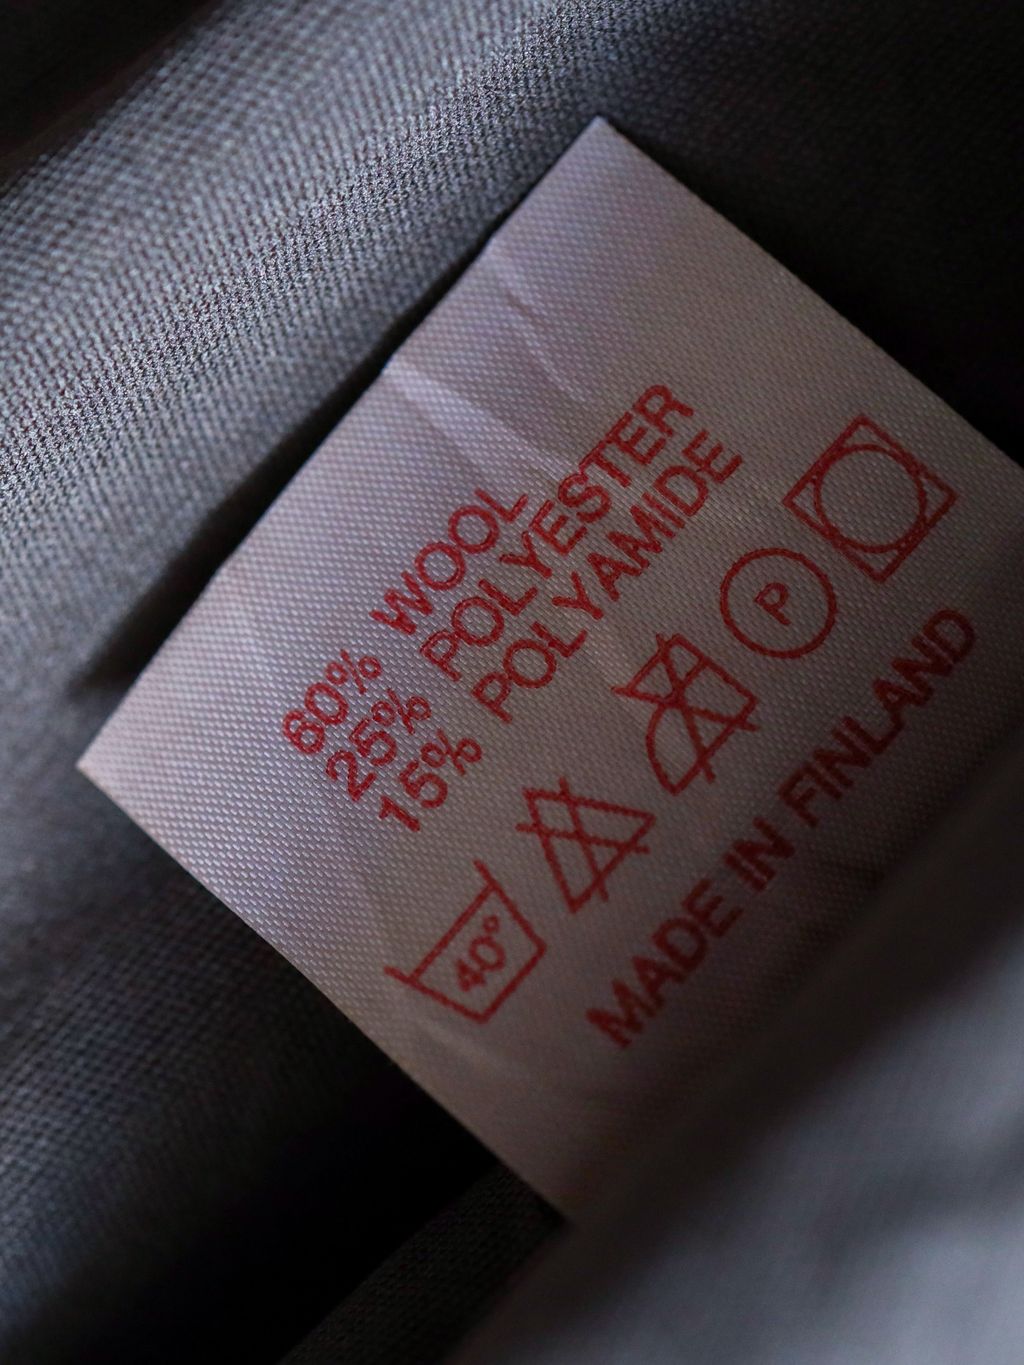 60% WOOL
25% POLYESTER
15% POLYAMIDE
40°
P
MADE IN FINLAND